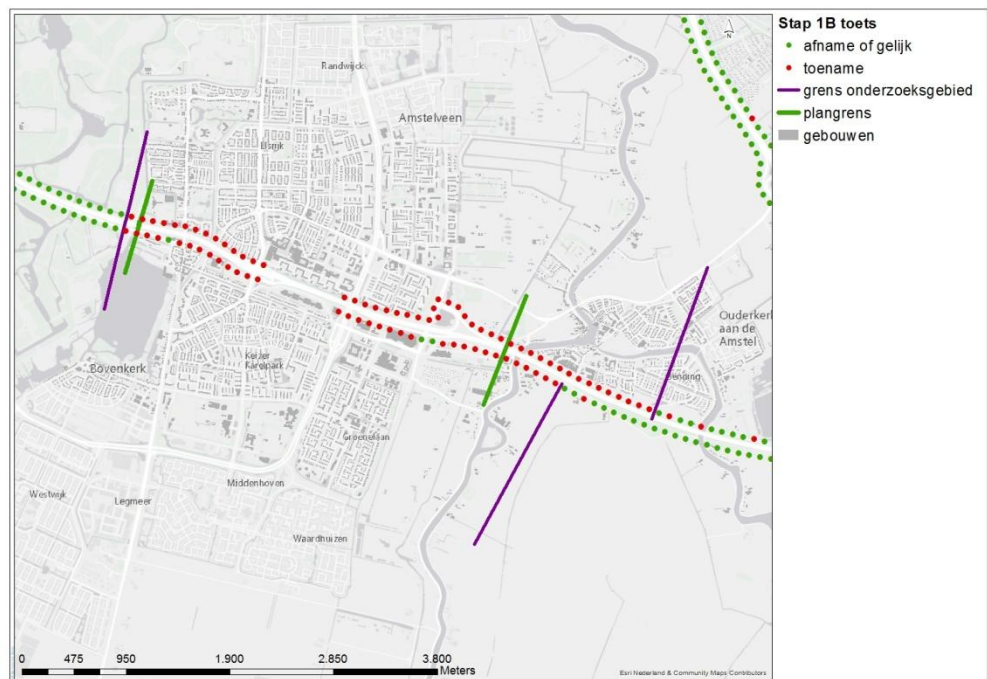 Stap 1B toets
afname of gelijk
toename
grens onderzoeksgebied
plangrens
gebouwen
N
Randwijck
Amstelveen
Elsrijk
Ouderkerk
aan de
Amstel
Bovenkerk
Keizer
Karelpark
Groenelaan
Middenhoven
Westwijk
Legmeer
Waardhuizen
0 475 950 1.900 2.850 3.800
Meters
Esri Nederland & Community Maps Contributors